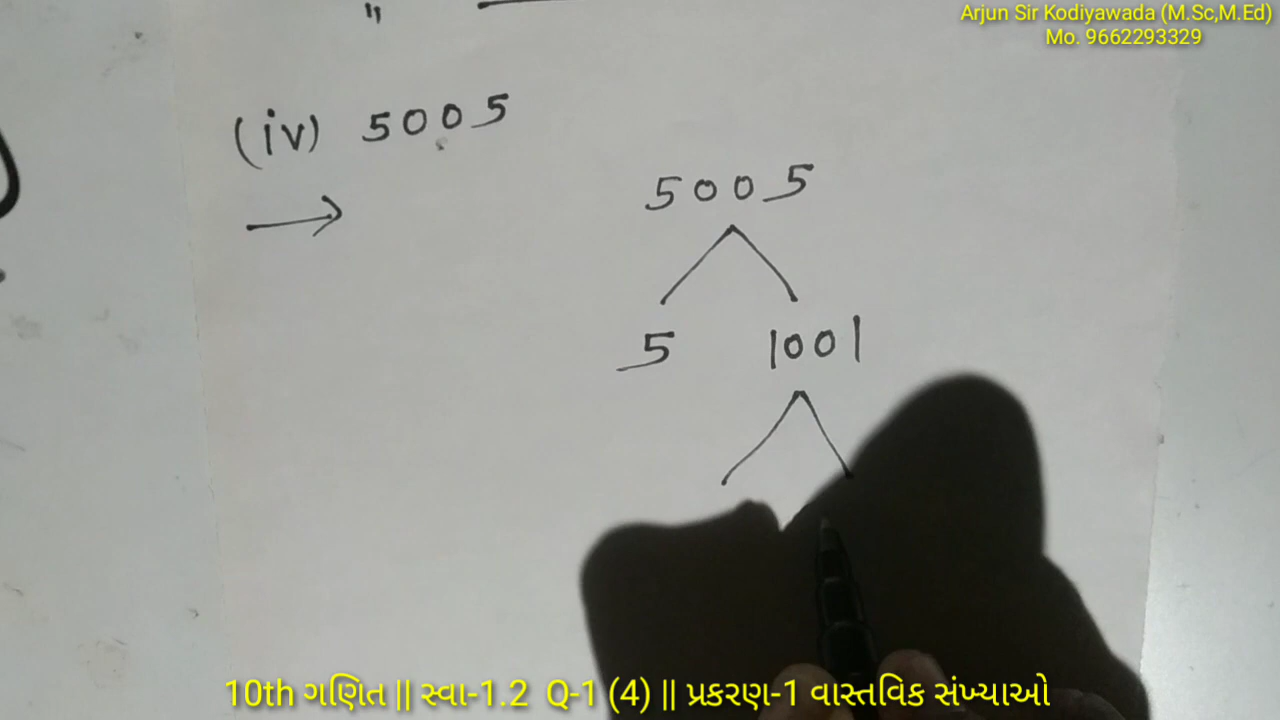 Arjun Sir Kodiyawada (M.Sc,M.Ed)
Mo. 9662293329
(iv) 5005
5005
5 1001
10th ગણિત || સ્વા-1.2 Q-1 (4) || પ્રકરણ-1 વાસ્તવિક સંખ્યાઓ